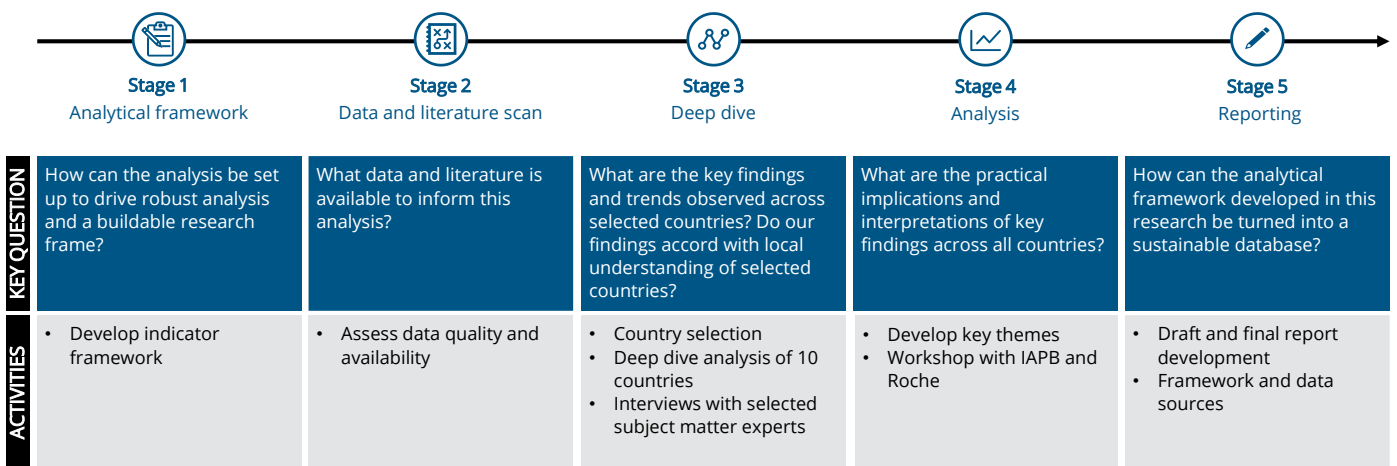 Stage 1
Analytical framework
Stage 2
Data and literature scan
Stage 3
Deep dive
Stage 4
Analysis
Stage 5
Reporting
KEY QUESTION
How can the analysis be set
up to drive robust analysis
and a buildable research
frame?
What data and literature is
available to inform this
analysis?
What are the key findings
and trends observed across
selected countries? Do our
findings accord with local
understanding of selected
countries?
What are the practical
implications and
interpretations of key
findings across all countries?
How can the analytical
framework developed in this
research be turned into a
sustainable database?
ACTIVITIES
• Develop indicator
framework
• Assess data quality and
availability
• Country selection
• Deep dive analysis of 10
countries
• Interviews with selected
subject matter experts
• Develop key themes
• Workshop with IAPB and
Roche
• Draft and final report
development
• Framework and data
sources